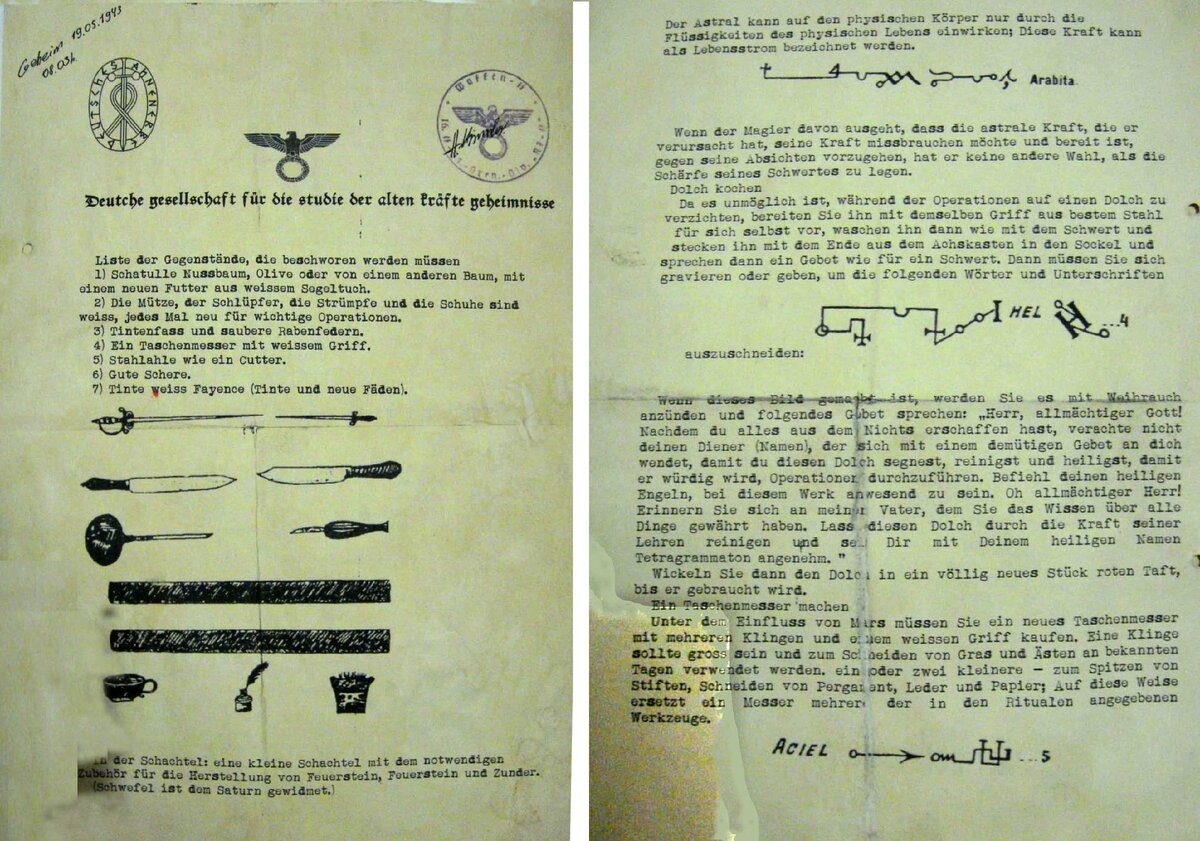 Geheim 19.05.1943
08.03h.
DEUTSCHES AHNENERBE
Waffen-
Deutche gesellschaft für die studie der alten kräfte geheimnisse
Liste der Gegenstände, die beschworen werden müssen
1) Schatulle Nussbaum, Olive oder von einem anderen Baum, mit
einem neuen Futter aus weissem Segeltuch.
2) Die Mütze, der Schlüpfer, die Strümpfe und die Schuhe sind
weiss, jedes Mal neu für wichtige Operationen.
3) Tintenfass und saubere Rabenfedern.
4) Ein Taschenmesser mit weissem Griff.
5) Stahlahle wie ein Cutter.
6) Gute Schere.
7) Tinte weiss Fayence (Tinte und neue Fäden).
In der Schachtel: eine kleine Schachtel mit dem notwendigen
Zubehör für die Herstellung von Feuerstein, Feuerstein und Zunder.
(Schwefel ist dem Saturn gewidmet.)
Der Astral kann auf den physischen Körper nur durch die
Flüssigkeiten des physischen Lebens einwirken; Diese Kraft kann
als Lebensstrom bezeichnet werden.
Arabita
Wenn der Magier davon ausgeht, dass die astrale Kraft, die er
verursacht hat, seine Kraft missbrauchen möchte und bereit ist,
gegen seine Absichten vorzugehen, hat er keine andere Wahl, als die
Schärfe seines Schwertes zu legen.
Dolch kochen
Da es unmöglich ist, während der Operationen auf einen Dolch zu
verzichten, bereiten Sie ihn mit demselben Griff aus bestem Stahl
für sich selbst vor, waschen ihn dann wie mit dem Schwert und
stecken ihn mit dem Ende aus dem Achskasten in den Sockel und
sprechen dann ein Gebet wie für ein Schwert. Dann müssen Sie sich
gravieren oder geben, um die folgenden Wörter und Unterschriften
HEL ...4
auszuschneiden:
Wenn dieses Bild gemacht ist, werden Sie es mit Weihrauch
anzünden und folgendes Gebet sprechen: „Herr, allmächtiger Gott!
Nachdem du alles aus dem Nichts erschaffen hast, verachte nicht
deinen Diener (Namen), der sich mit einem demütigen Gebet an dich
wendet, damit du diesen Dolch segnest, reinigst und heiligst, damit
er würdig wird, Operationen durchzuführen. Befiehl deinen heiligen
Engeln, bei diesem Werk anwesend zu sein. Oh allmächtiger Herr!
Erinnern Sie sich an meinen Vater, dem Sie das Wissen über alle
Dinge gewährt haben. Lass diesen Dolch durch die Kraft seiner
Lehren reinigen und sei Dir mit Deinem heiligen Namen
Tetragrammaton angenehm."
Wickeln Sie dann den Dolch in ein völlig neues Stück roten Taft,
bis er gebraucht wird.
Ein Taschenmesser machen
Unter dem Einfluss von Mars müssen Sie ein neues Taschenmesser
mit mehreren Klingen und einem weissen Griff kaufen. Eine Klinge
sollte gross sein und zum Schneiden von Gras und Ästen an bekannten
Tagen verwendet werden. ein oder zwei kleinere – zum Spitzen von
Stiften, Schneiden von Pergament, Leder und Papier; Auf diese Weise
ersetzt ein Messer mehrere der in den Ritualen angegebenen
Werkzeuge.
ACIEL ...5